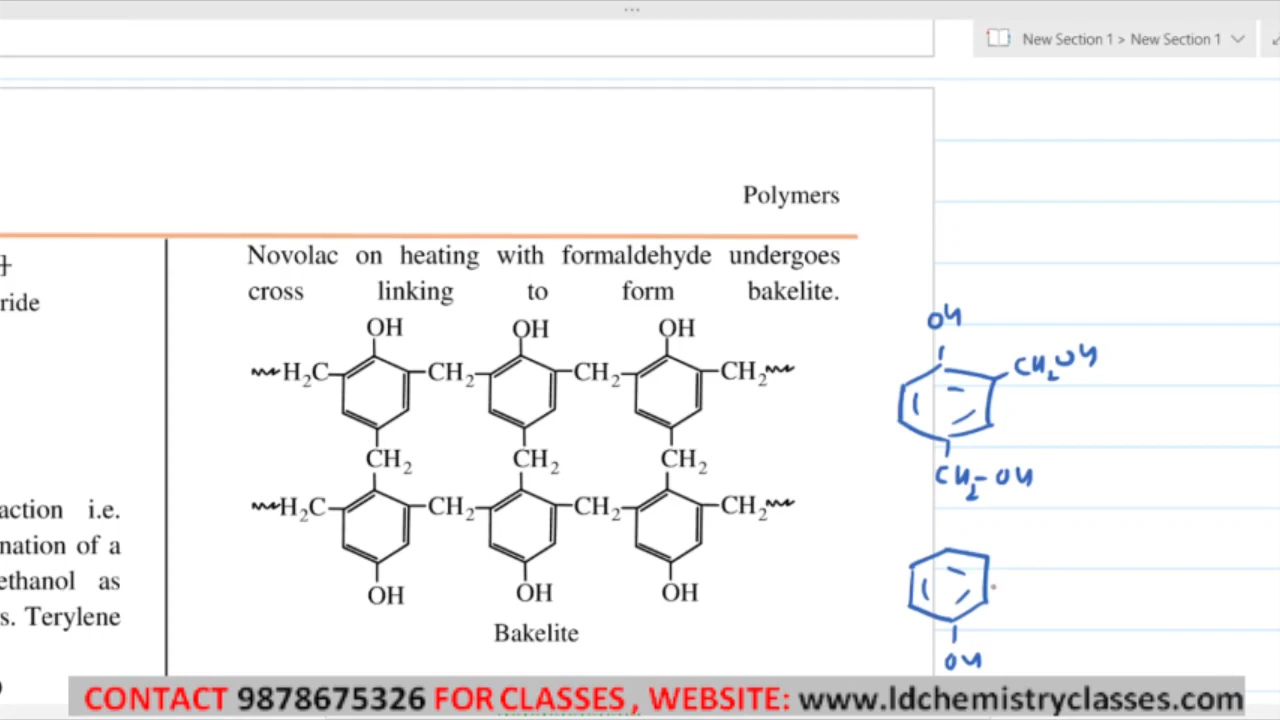 ...
New Section 1 > New Section 1
Polymers
ride
Novolac on heating with formaldehyde undergoes
cross linking to form bakelite.
OH OH OH
H₂C CH₂ CH₂ CH₂
CH₂ CH₂ CH₂
H₂C CH₂ CH₂ CH₂
OH OH OH
Bakelite
action i.e.
nation of a
ethanol as
s. Terylene
OH
CH₂OH
CH₂-OH
OH
CONTACT 9878675326 FOR CLASSES , WEBSITE: www.ldchemistryclasses.com